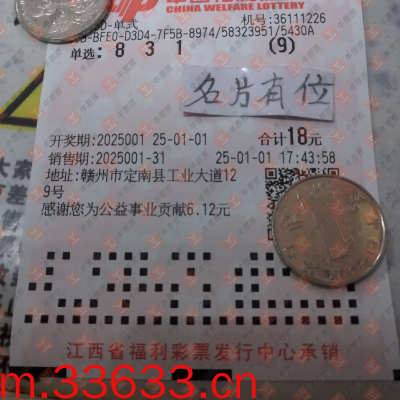 CHINA WELFARE LOTTERY
D-单式
机号:36111226
-BFE0-D3D4-7F5B-8974/58323951/5430A
单选: 8 3 1 (9)
名片有位
开奖期:2025001 25-01-01 合计18元
销售期:2025001-31 25-01-01 17:43:58
地址:赣州市定南县工业大道12
9号
感谢您为公益事业贡献6.12元
大家
江西省福利彩票发行中心承销
m.33633.cn